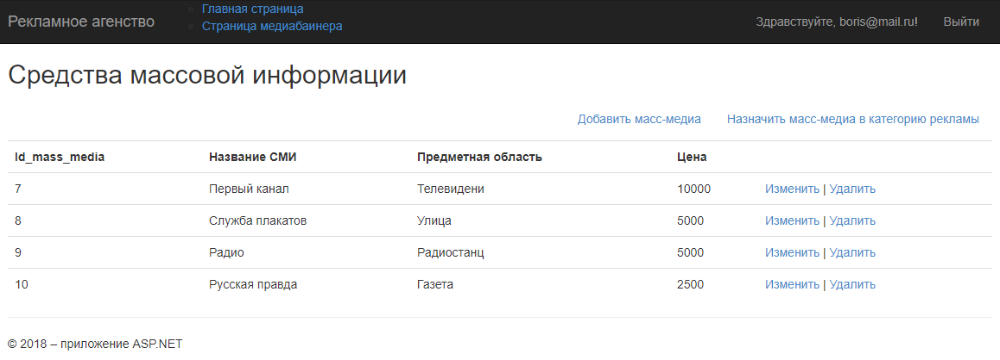 Рекламное агенство
Главная страница
Страница медиабаинера
Здравствуйте, boris@mail.ru! Выйти
Средства массовой информации
Добавить масс-медиа Назначить масс-медиа в категорию рекламы
Id_mass_media Название СМИ Предметная область Цена
7 Первый канал Телевидени 10000 Изменить | Удалить
8 Служба плакатов Улица 5000 Изменить | Удалить
9 Радио Радиостанц 5000 Изменить | Удалить
10 Русская правда Газета 2500 Изменить | Удалить
© 2018 – приложение ASP.NET